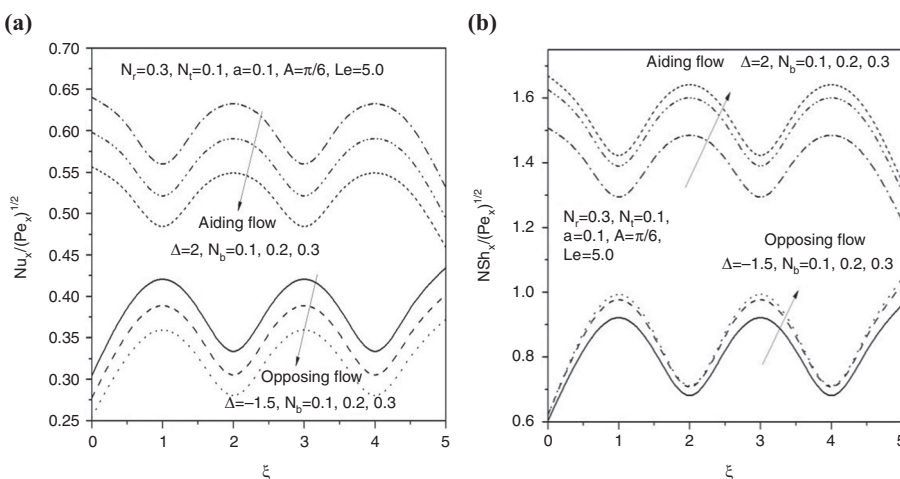 (a)
0.70
0.65
0.60
0.55
0.50
0.45
0.40
0.35
0.30
0.25
Nuₓ/(Peₓ)^1/2
Nᵣ=0.3, Nₜ=0.1, a=0.1, A=π/6, Le=5.0
Aiding flow
Δ=2, N_b=0.1, 0.2, 0.3
Opposing flow
Δ=–1.5, N_b=0.1, 0.2, 0.3
0 1 2 3 4 5
ξ
(b)
1.6
1.4
1.2
1.0
0.8
0.6
NShₓ/(Peₓ)^1/2
Aiding flow Δ=2, N_b=0.1, 0.2, 0.3
Nᵣ=0.3, Nₜ=0.1,
a=0.1, A=π/6,
Le=5.0
Opposing flow
Δ=–1.5, N_b=0.1, 0.2, 0.3
0 1 2 3 4 5
ξ